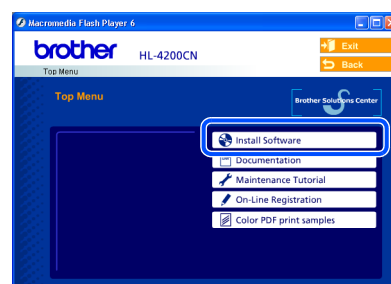 Macromedia Flash Player 6
brother HL-4200CN
Exit
Back
Top Menu
Top Menu
Brother Solutions Center
Install Software
Documentation
Maintenance Tutorial
On-Line Registration
Color PDF print samples